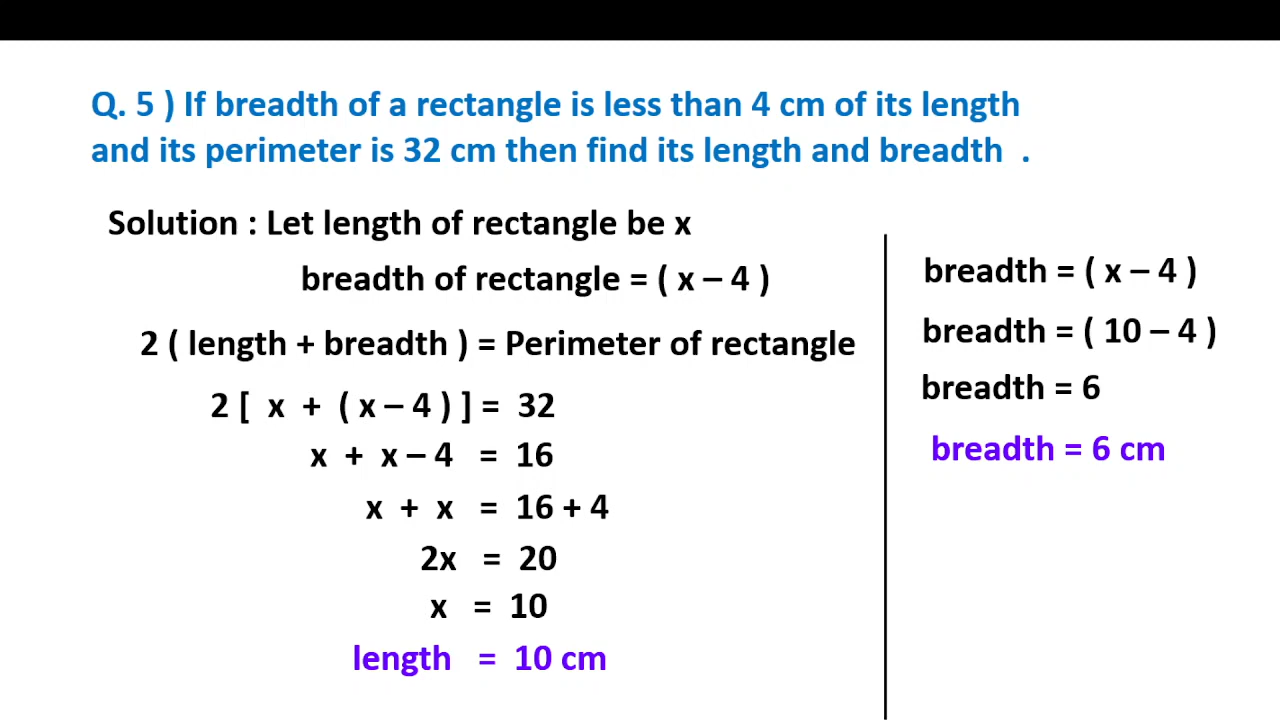 Q. 5 ) If breadth of a rectangle is less than 4 cm of its length
and its perimeter is 32 cm then find its length and breadth .
Solution : Let length of rectangle be x
breadth of rectangle = ( x – 4 )
2 ( length + breadth ) = Perimeter of rectangle
2 [ x + ( x – 4 ) ] = 32
x + x – 4 = 16
x + x = 16 + 4
2x = 20
x = 10
length = 10 cm
breadth = ( x – 4 )
breadth = ( 10 – 4 )
breadth = 6
breadth = 6 cm